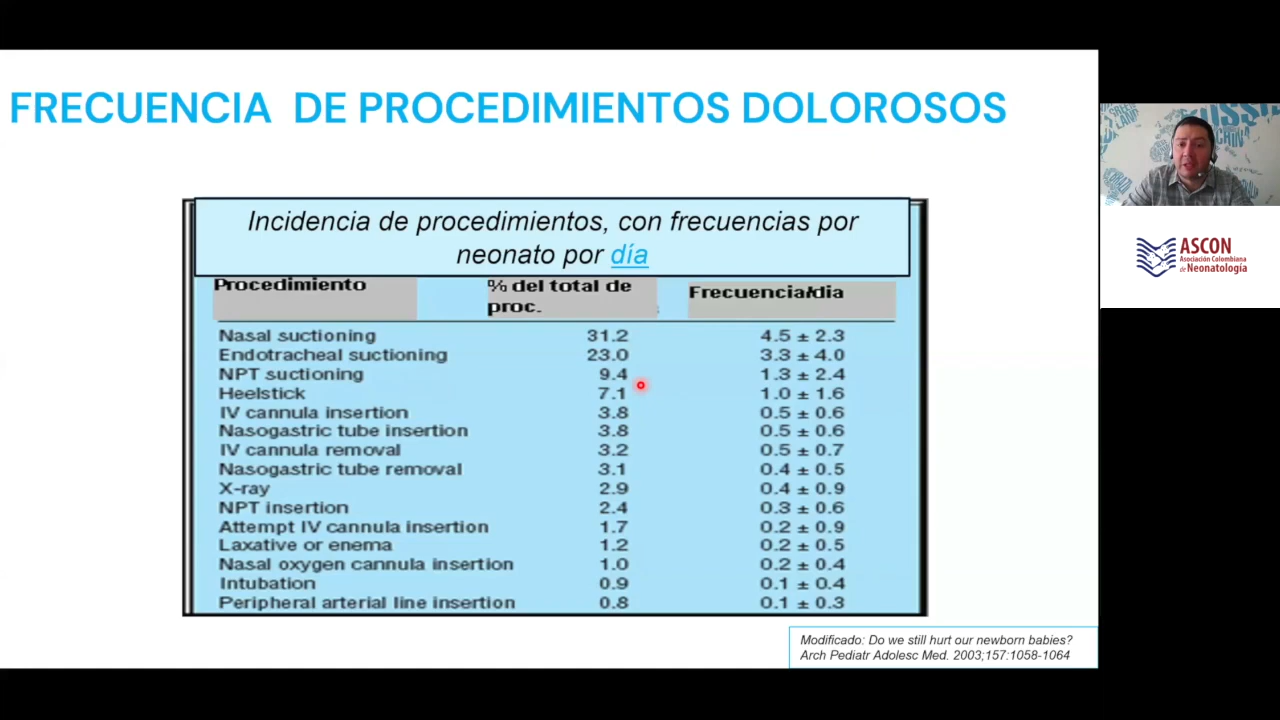 FRECUENCIA DE PROCEDIMIENTOS DOLOROSOS
Incidencia de procedimientos, con frecuencias por
neonato por día
Procedimiento % del total de proc. Frecuencia/dia
Nasal suctioning 31.2 4.5 ± 2.3
Endotracheal suctioning 23.0 3.3 ± 4.0
NPT suctioning 9.4 1.3 ± 2.4
Heelstick 7.1 1.0 ± 1.6
IV cannula insertion 3.8 0.5 ± 0.6
Nasogastric tube insertion 3.8 0.5 ± 0.6
IV cannula removal 3.2 0.5 ± 0.7
Nasogastric tube removal 3.1 0.4 ± 0.5
X-ray 2.9 0.4 ± 0.9
NPT insertion 2.4 0.3 ± 0.6
Attempt IV cannula insertion 1.7 0.2 ± 0.9
Laxative or enema 1.2 0.2 ± 0.5
Nasal oxygen cannula insertion 1.0 0.2 ± 0.4
Intubation 0.9 0.1 ± 0.4
Peripheral arterial line insertion 0.8 0.1 ± 0.3
Modificado: Do we still hurt our newborn babies?
Arch Pediatr Adolesc Med. 2003;157:1058-1064
ASCON
Asociación Colombiana
de Neonatología